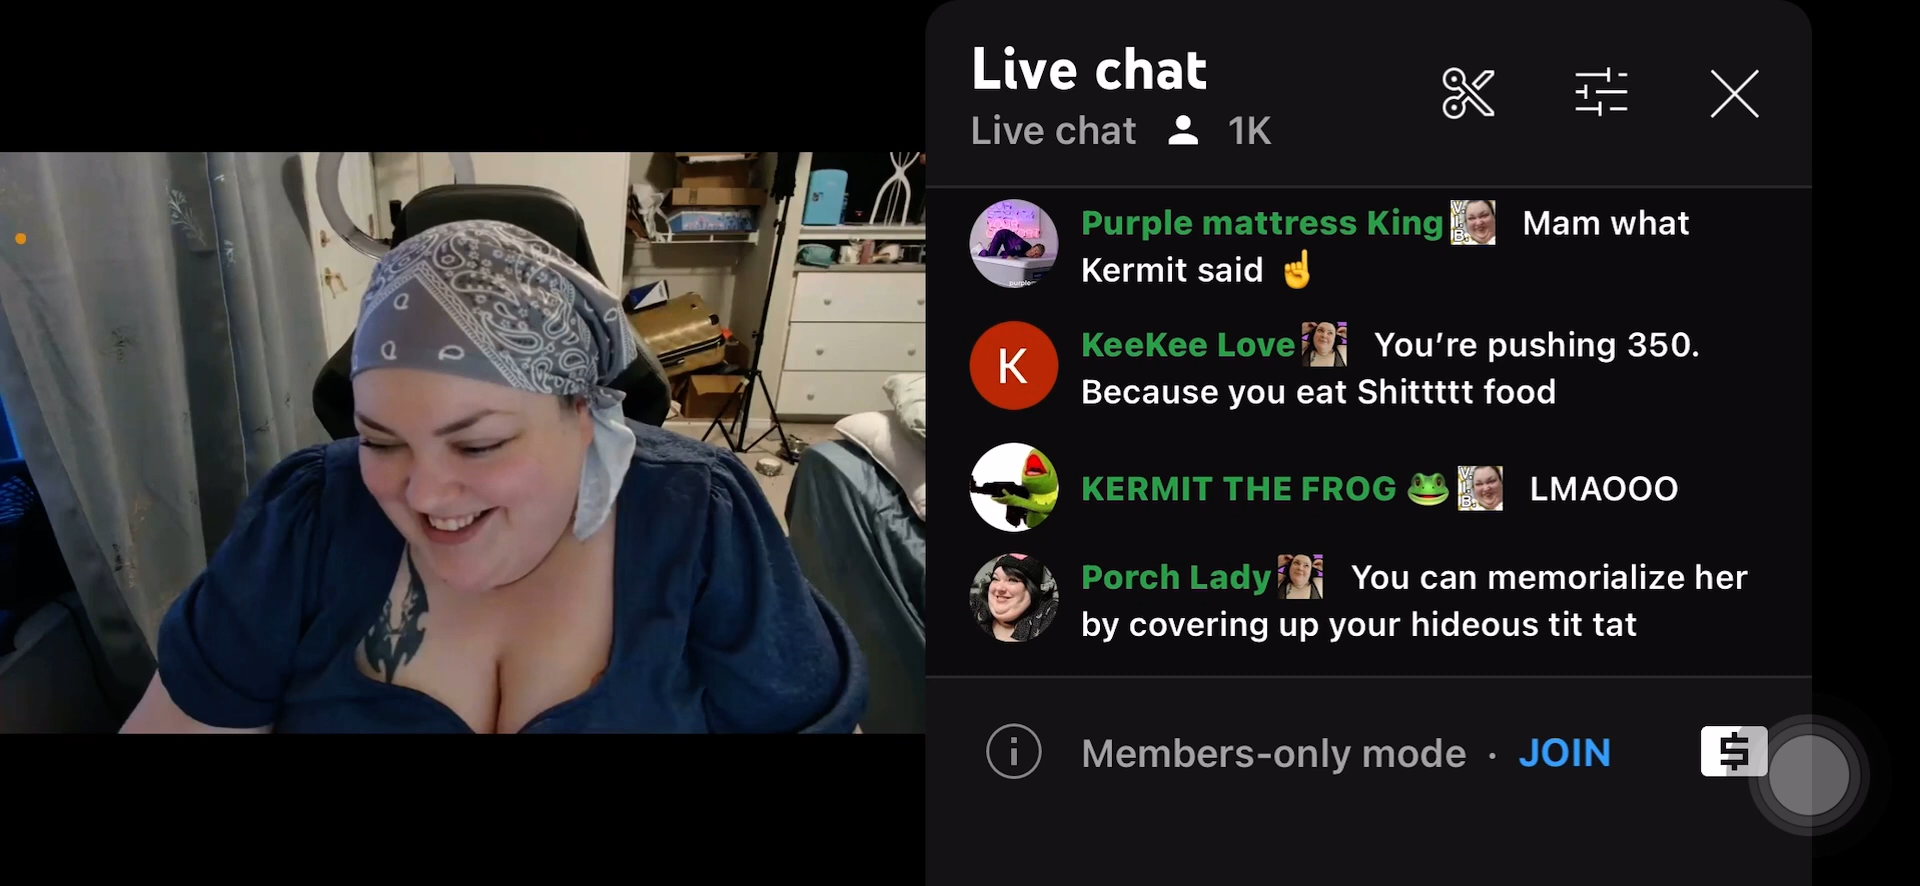 Live chat
Live chat 1K
Purple mattress King Mam what
Kermit said ☝️
KeeKee Love You’re pushing 350.
Because you eat Shittttt food
KERMIT THE FROG 🐸 LMAOOO
Porch Lady You can memorialize her
by covering up your hideous tit tat
Members-only mode · JOIN